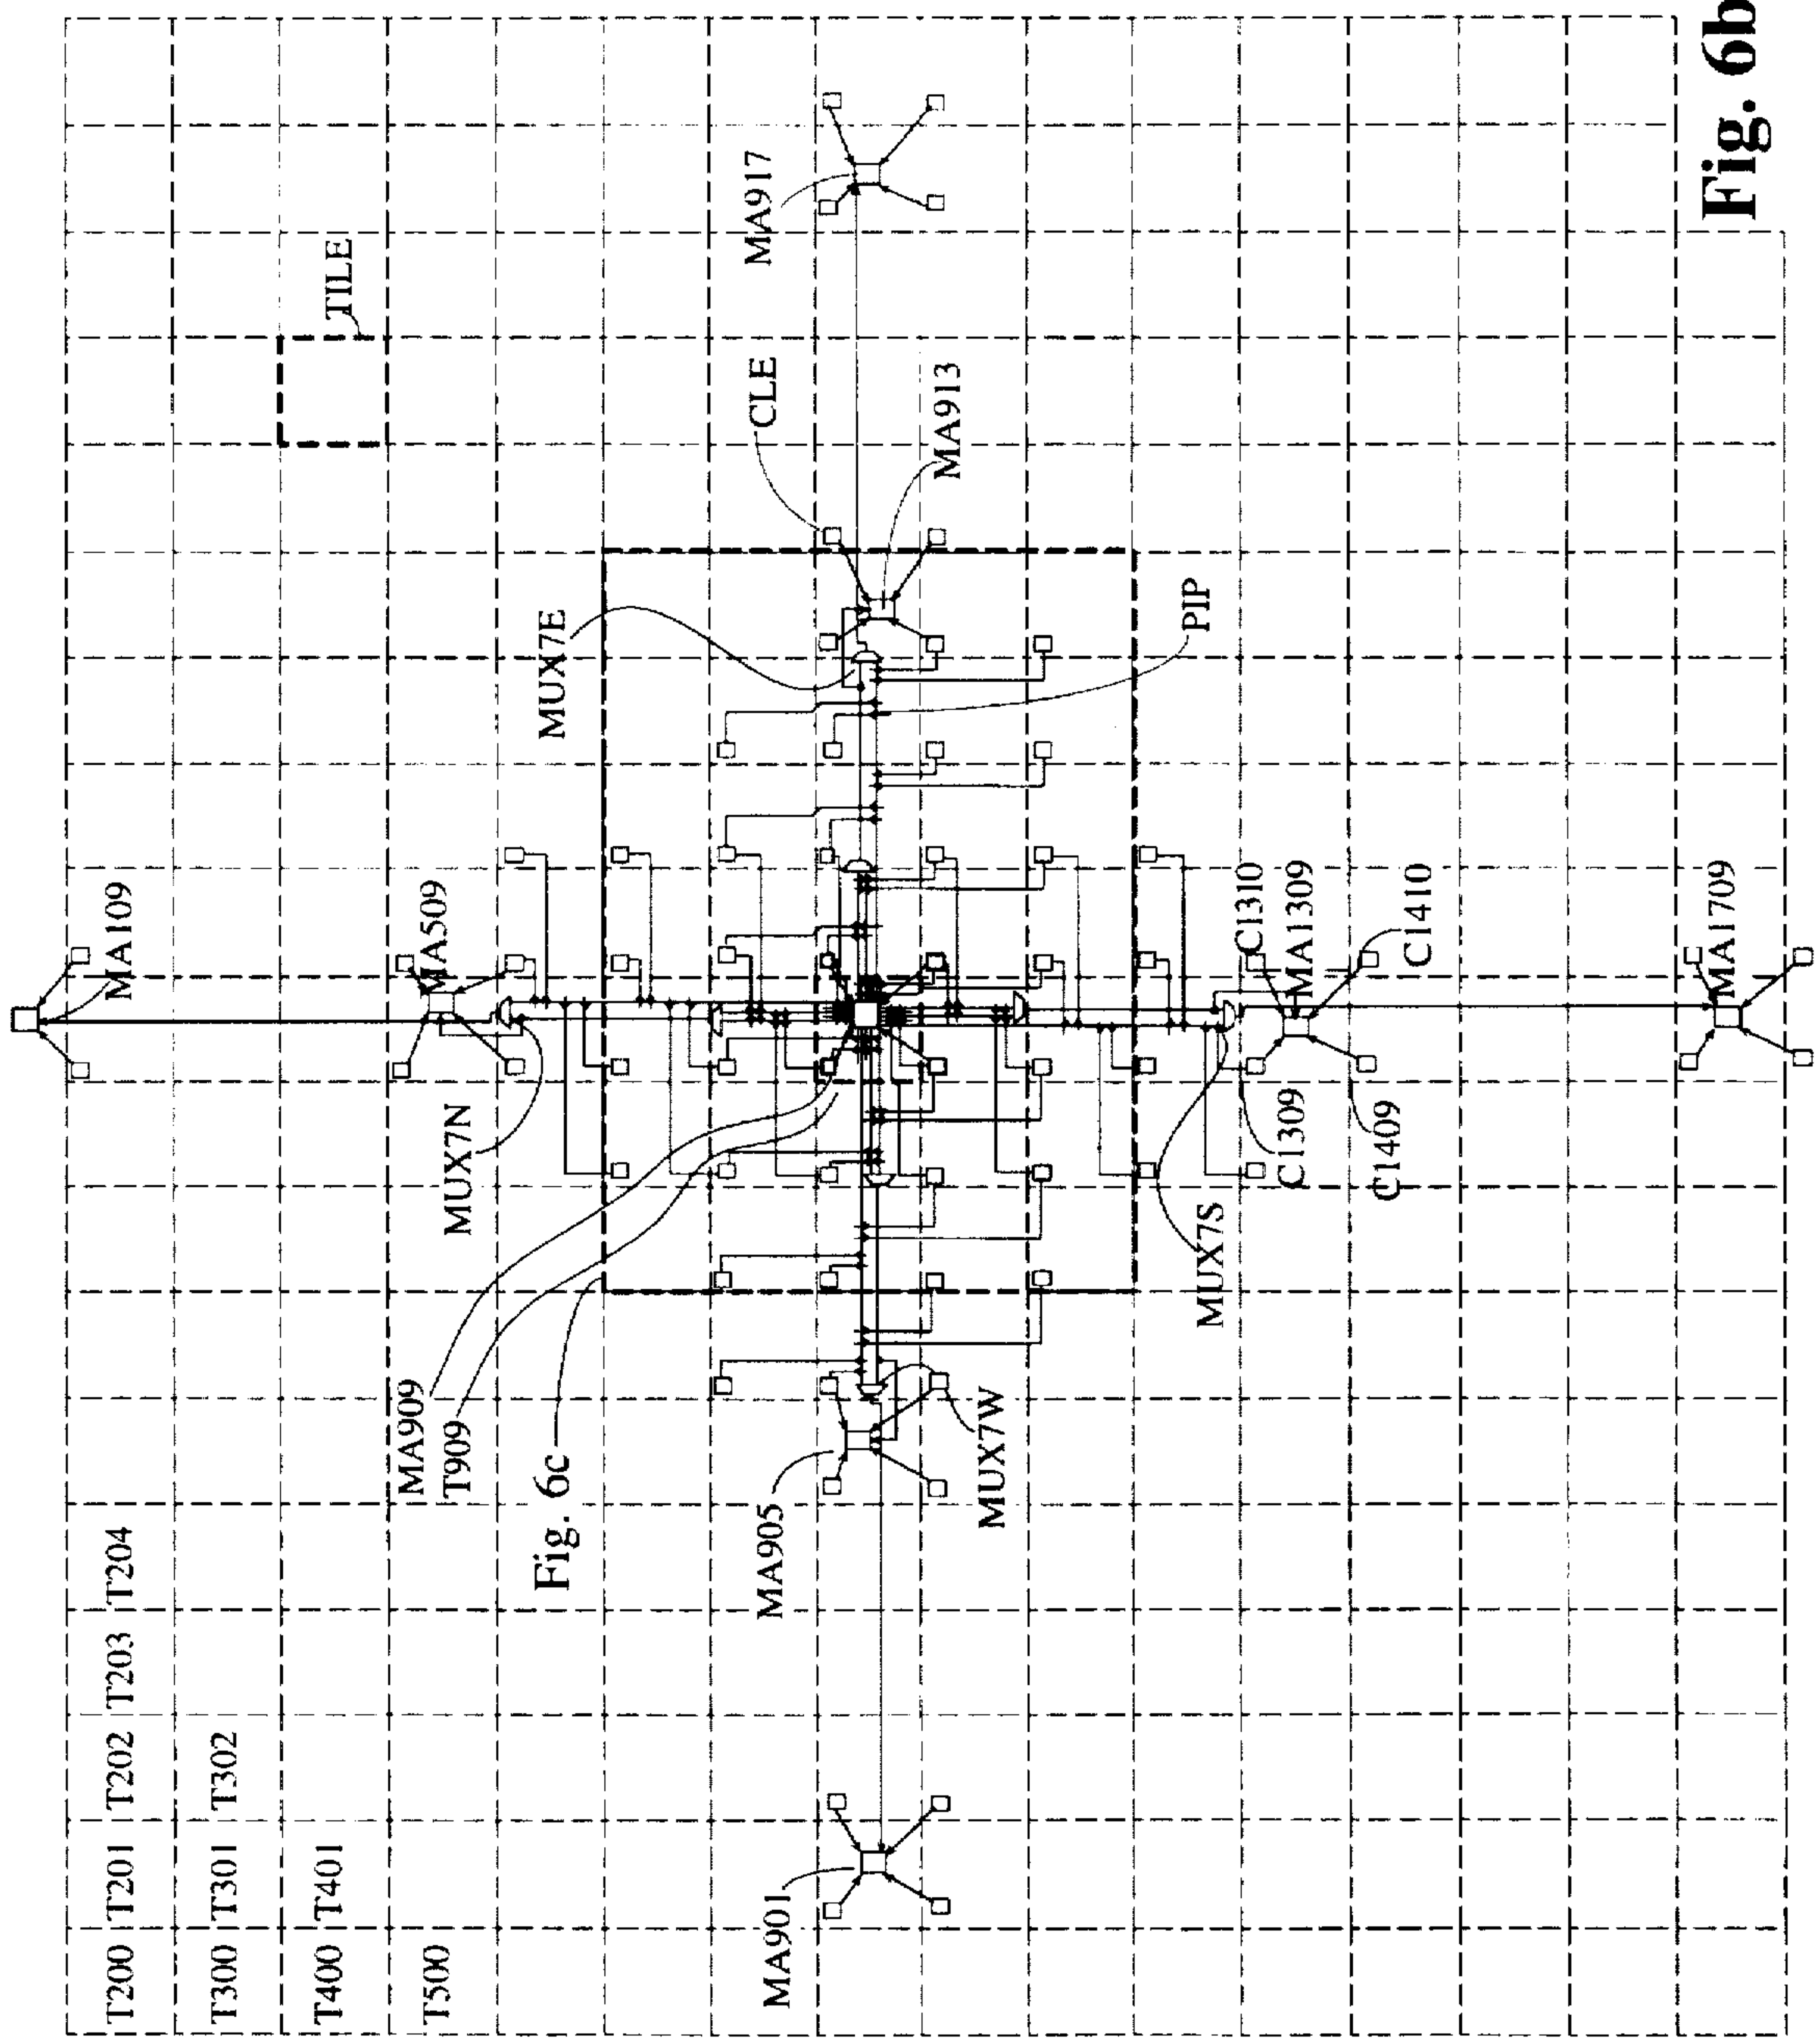 T200 T201 T202 T203 T204
T300 T301 T302
T400 T401
T500
MA109
TILE
MA509
MUX7N
MA909
T909
Fig. 6c
MUX7E
MA917
CLE
MA913
PIP
MA905
MUX7W
MA901
MUX7S
C1310
MA1309
C1309
C1410
C1409
MA1709
Fig. 6b